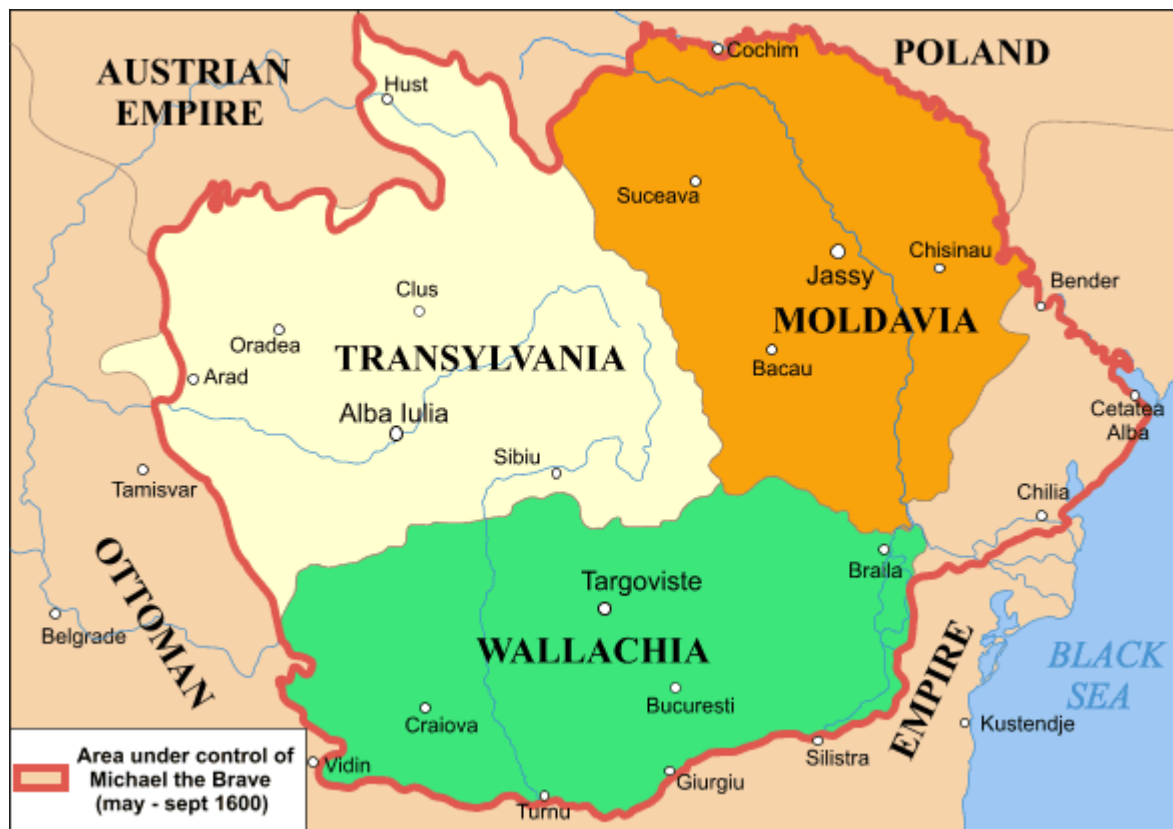 AUSTRIAN
EMPIRE
POLAND
Cochim
Hust
Suceava
Chisinau
Jassy
Bender
Clus
MOLDAVIA
Oradea
TRANSYLVANIA
Bacau
Arad
Alba Iulia
Cetatea
Alba
Sibiu
Tamisvar
Chilia
OTTOMAN
Braila
Targoviste
Belgrade
WALLACHIA
EMPIRE
BLACK
SEA
Bucuresti
Craiova
Kustendje
Silistra
Vidin
Giurgiu
Turnu
Area under control of
Michael the Brave
(may - sept 1600)